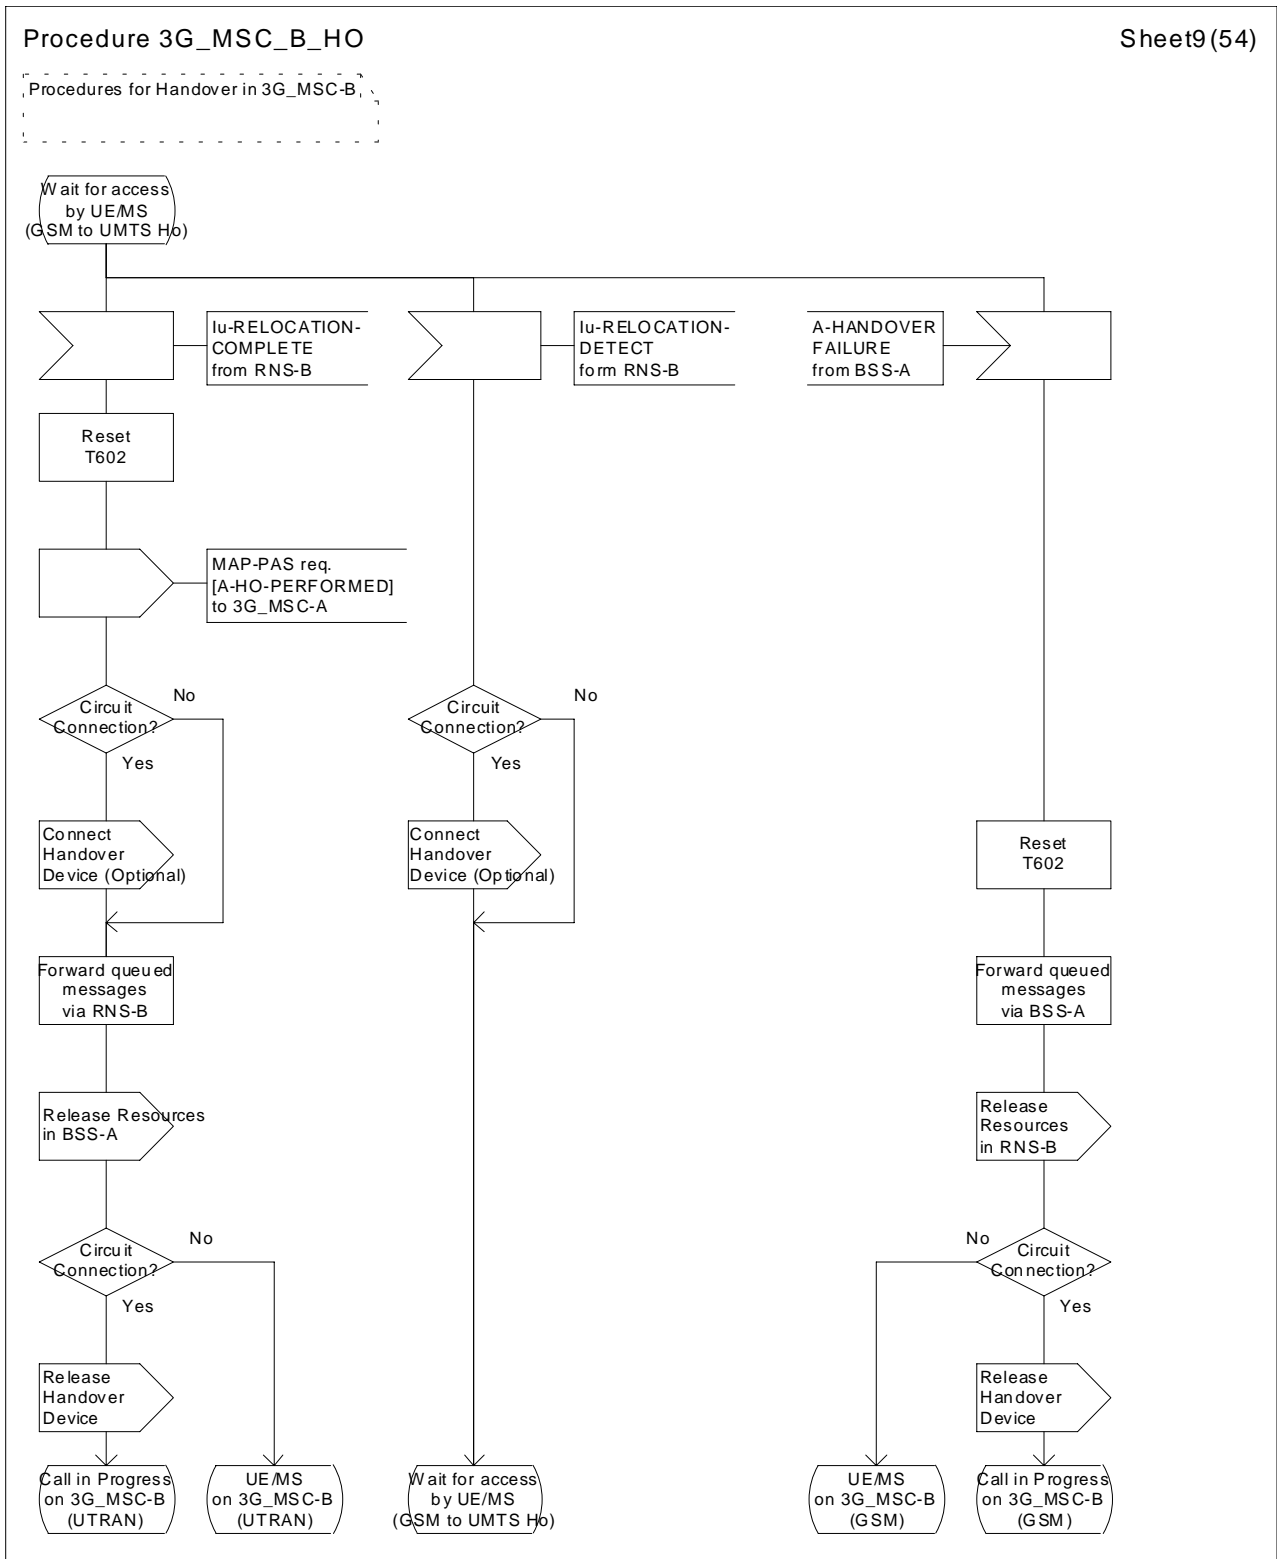 Procedure 3G_MSC_B_HO
Sheet9(54)
Procedures for Handover in 3G_MSC-B
Wait for access
by UE/MS
(GSM to UMTS Ho)
Iu-RELOCATION-
COMPLETE
from RNS-B
Iu-RELOCATION-
DETECT
form RNS-B
A-HANDOVER
FAILURE
from BSS-A
Reset
T602
MAP-PAS req.
[A-HO-PERFORMED]
to 3G_MSC-A
Circuit
Connection?
No
Yes
Circuit
Connection?
No
Yes
Connect
Handover
Device (Optional)
Connect
Handover
Device (Optional)
Reset
T602
Forward queued
messages
via RNS-B
Forward queued
messages
via BSS-A
Release Resources
in BSS-A
Release
Resources
in RNS-B
Circuit
Connection?
No
Yes
No
Circuit
Connection?
Yes
Release
Handover
Device
Release
Handover
Device
Call in Progress
on 3G_MSC-B
(UTRAN)
UE/MS
on 3G_MSC-B
(UTRAN)
Wait for access
by UE/MS
(GSM to UMTS Ho)
UE/MS
on 3G_MSC-B
(GSM)
Call in Progress
on 3G_MSC-B
(GSM)